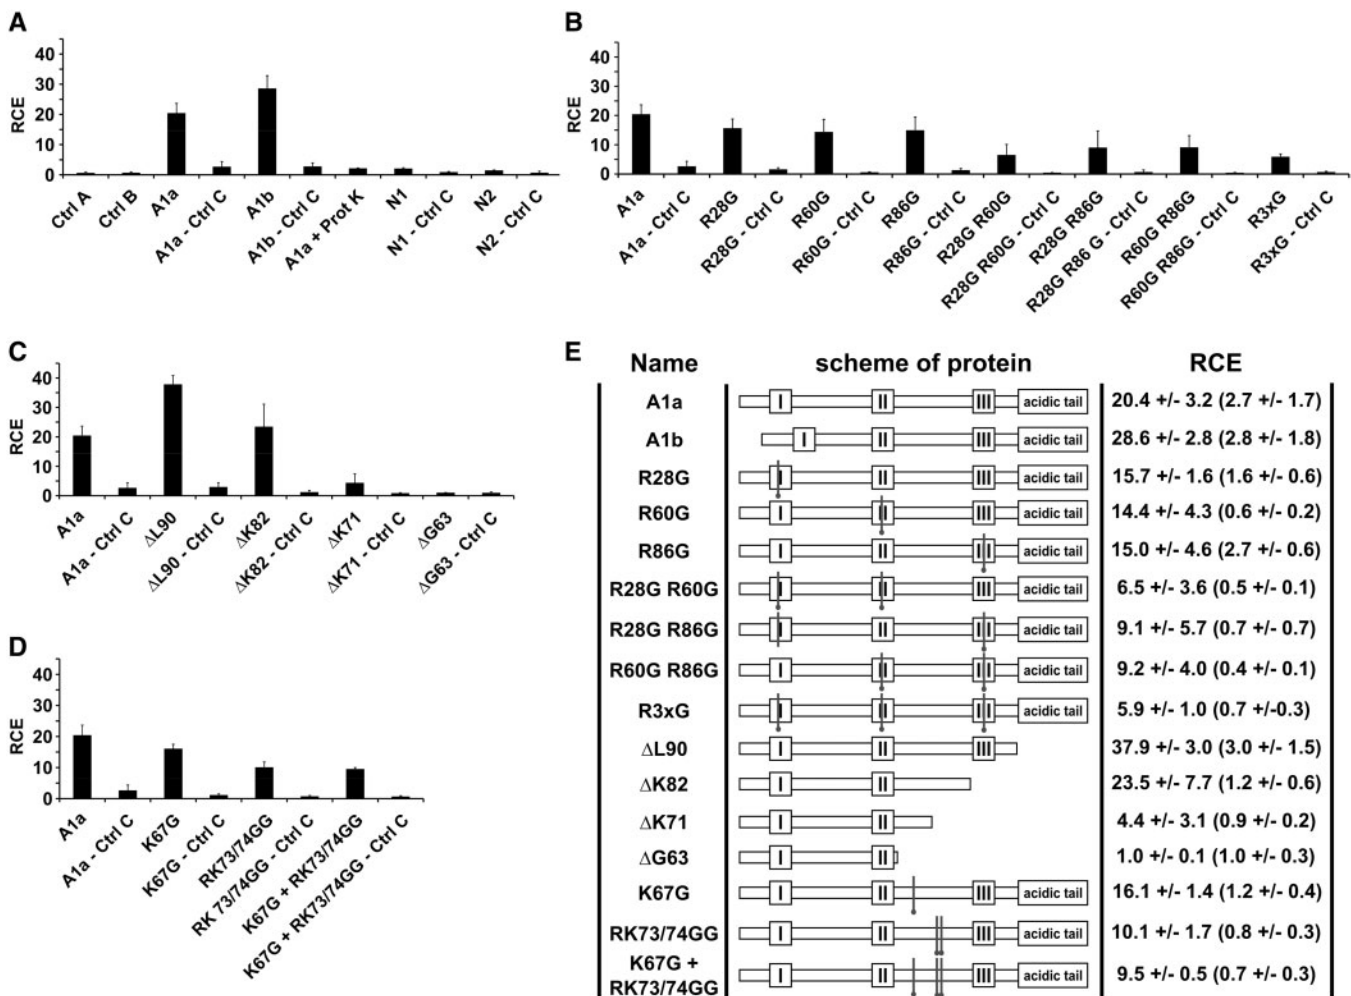 A
RCE
40
30
20
10
0
Ctrl A
Ctrl B
A1a
A1a - Ctrl C
A1b
A1b - Ctrl C
A1a + Prot K
N1
N1 - Ctrl C
N2
N2 - Ctrl C
B
RCE
40
30
20
10
0
A1a
A1a - Ctrl C
R28G
R28G - Ctrl C
R60G
R60G - Ctrl C
R86G
R86G - Ctrl C
R28G R60G
R28G R60G - Ctrl C
R28G R86G
R28G R86 G - Ctrl C
R60G R86G
R60G R86G - Ctrl C
R3xG
R3xG - Ctrl C
C
RCE
40
30
20
10
0
A1a
A1a - Ctrl C
ΔL90
ΔL90 - Ctrl C
ΔK82
ΔK82 - Ctrl C
ΔK71
ΔK71 - Ctrl C
ΔG63
ΔG63 - Ctrl C
D
RCE
40
30
20
10
0
A1a
A1a - Ctrl C
K67G
K67G - Ctrl C
RK73/74GG
RK 73/74GG - Ctrl C
K67G + RK73/74GG
K67G + RK73/74GG - Ctrl C
E
Name scheme of protein RCE
A1a I II III acidic tail 20.4 +/- 3.2 (2.7 +/- 1.7)
A1b I II III acidic tail 28.6 +/- 2.8 (2.8 +/- 1.8)
R28G I II III acidic tail 15.7 +/- 1.6 (1.6 +/- 0.6)
R60G I II III acidic tail 14.4 +/- 4.3 (0.6 +/- 0.2)
R86G I II III acidic tail 15.0 +/- 4.6 (2.7 +/- 0.6)
R28G R60G I II III acidic tail 6.5 +/- 3.6 (0.5 +/- 0.1)
R28G R86G I II III acidic tail 9.1 +/- 5.7 (0.7 +/- 0.7)
R60G R86G I II III acidic tail 9.2 +/- 4.0 (0.4 +/- 0.1)
R3xG I II III acidic tail 5.9 +/- 1.0 (0.7 +/-0.3)
ΔL90 I II III 37.9 +/- 3.0 (3.0 +/- 1.5)
ΔK82 I II 23.5 +/- 7.7 (1.2 +/- 0.6)
ΔK71 I II 4.4 +/- 3.1 (0.9 +/- 0.2)
ΔG63 I II 1.0 +/- 0.1 (1.0 +/- 0.3)
K67G I II III acidic tail 16.1 +/- 1.4 (1.2 +/- 0.4)
RK73/74GG I II III acidic tail 10.1 +/- 1.7 (0.8 +/- 0.3)
K67G +
RK73/74GG I II III acidic tail 9.5 +/- 0.5 (0.7 +/- 0.3)